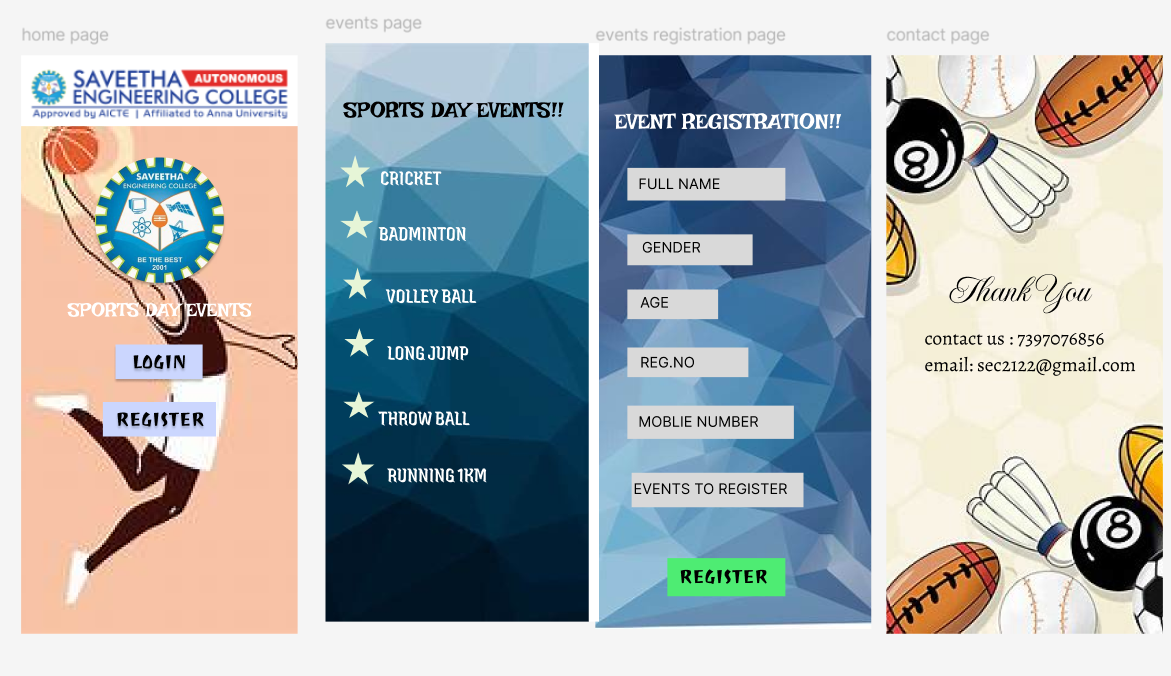 home page
SAVEETHA AUTONOMOUS
ENGINEERING COLLEGE
Approved by AICTE | Affiliated to Anna University
SAVEETHA
ENGINEERING COLLEGE
BE THE BEST
2001
SPORTS DAY EVENTS
LOGIN
REGISTER
events page
SPORTS DAY EVENTS!!
CRICKET
BADMINTON
VOLLEY BALL
LONG JUMP
THROW BALL
RUNNING 1KM
events registration page
EVENT REGISTRATION!!
FULL NAME
GENDER
AGE
REG.NO
MOBLIE NUMBER
EVENTS TO REGISTER
REGISTER
contact page
8
Thank You
contact us : 7397076856
email: sec2122@gmail.com
8